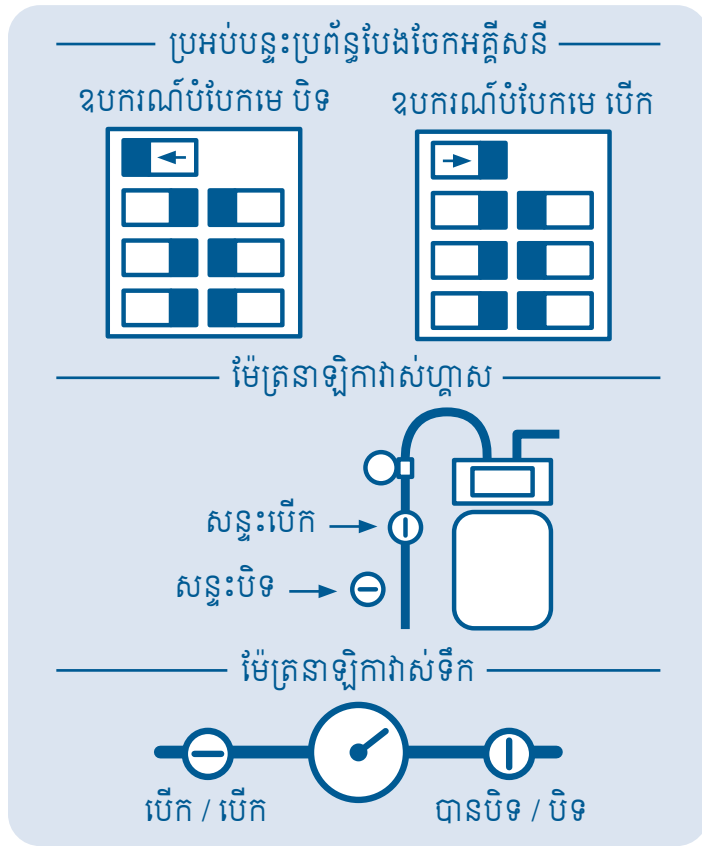 ប្រអប់បន្ទះប្រព័ន្ធបែងចែកអគ្គីសនី
ឧបករណ៍បំបែកមេ បិទ
ឧបករណ៍បំបែកមេ បើក
ម៉ែត្រនាឡិកាវាស់ហ្គាស
សន្ទះបើក
សន្ទះបិទ
ម៉ែត្រនាឡិកាវាស់ទឹក
បើក / បើក
បានបិទ / បិទ